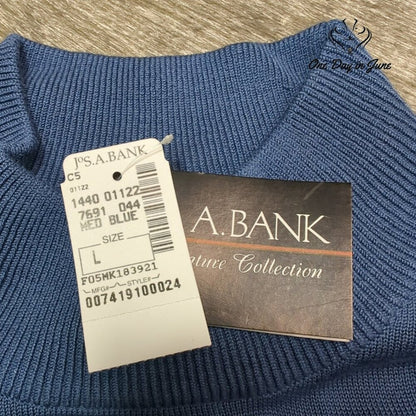 One Day in June
JoS.A.BANK
C5
01122
1440 01122
7691 044
MED BLUE
SIZE
L
F05MK103921
MFG# STYLE#
007419100024
A.BANK
ature Collection